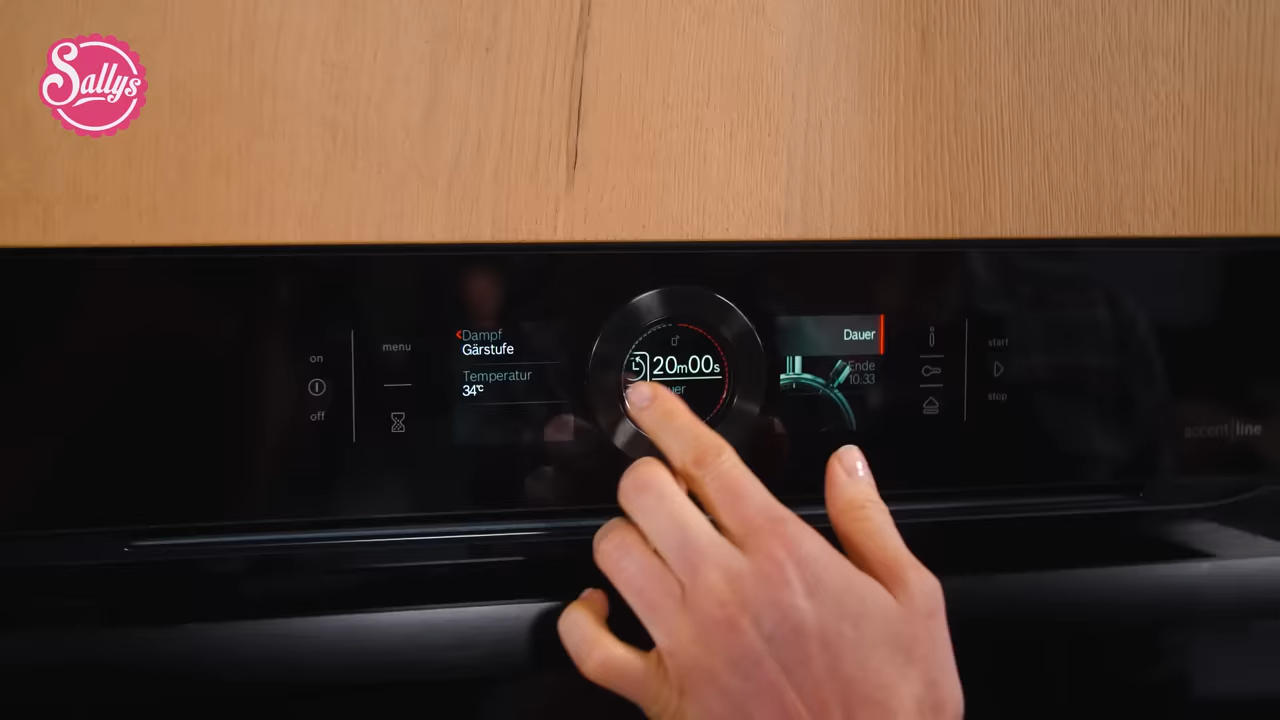 Sallys
on
off
menu
Dampf
Gärstufe
Temperatur
34°C
20m00s
Dauer
Ende
10:33
start
stop
accent line